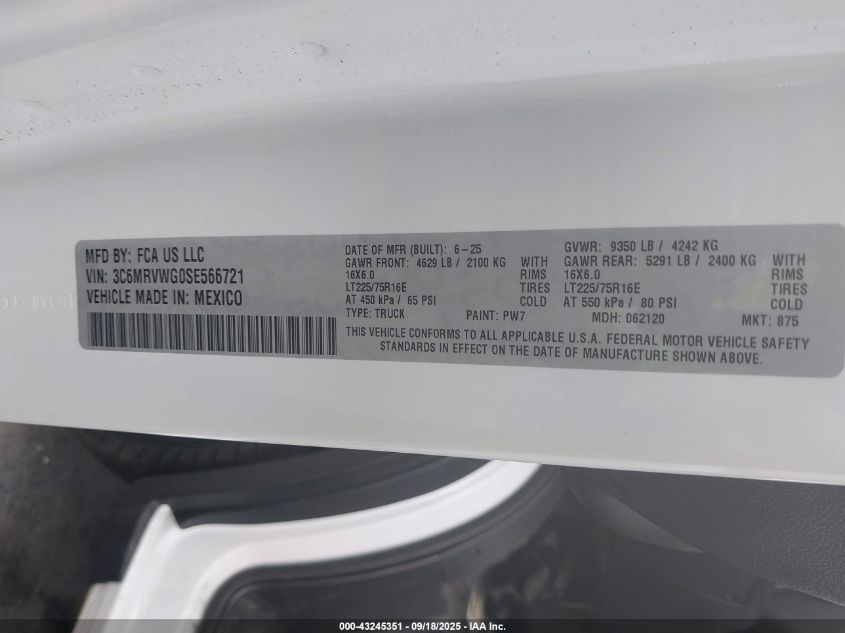 MFD BY: FCA US LLC
VIN: 3C6MRVWG0SE566721
VEHICLE MADE IN: MEXICO
DATE OF MFR (BUILT): 6-25
GVWR: 9350 LB / 4242 KG
GAWR FRONT: 4629 LB / 2100 KG WITH
GAWR REAR: 5291 LB / 2400 KG WITH
16X6.0 RIMS
16X6.0 RIMS
LT225/75R16E TIRES
LT225/75R16E TIRES
AT 450 kPa / 65 PSI COLD
AT 550 kPa / 80 PSI COLD
TYPE: TRUCK PAINT: PW7 MDH: 062120 MKT: 875
THIS VEHICLE CONFORMS TO ALL APPLICABLE U.S.A. FEDERAL MOTOR VEHICLE SAFETY
STANDARDS IN EFFECT ON THE DATE OF MANUFACTURE SHOWN ABOVE.
000-43245351 - 09/18/2025 - IAA Inc.